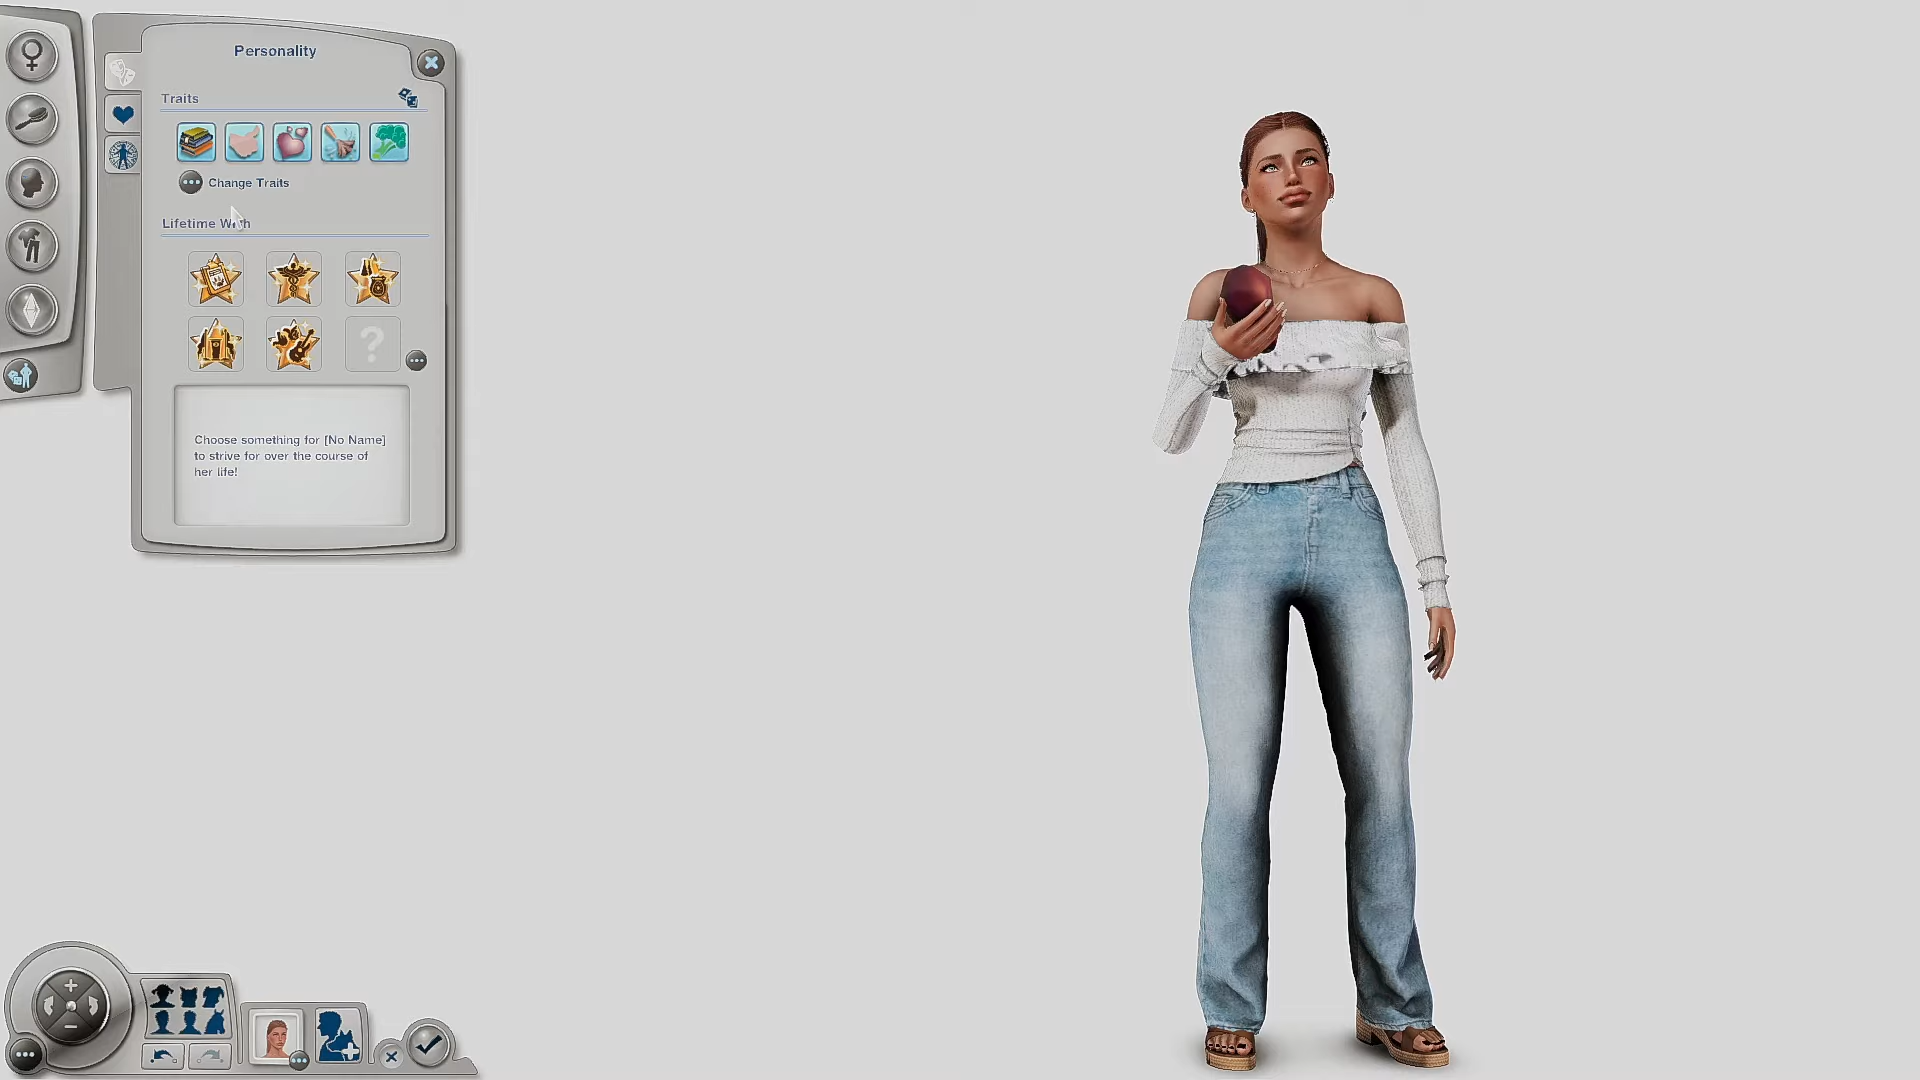 Personality
Traits
Change Traits
Lifetime Wish
?
Choose something for [No Name]
to strive for over the course of
her life!